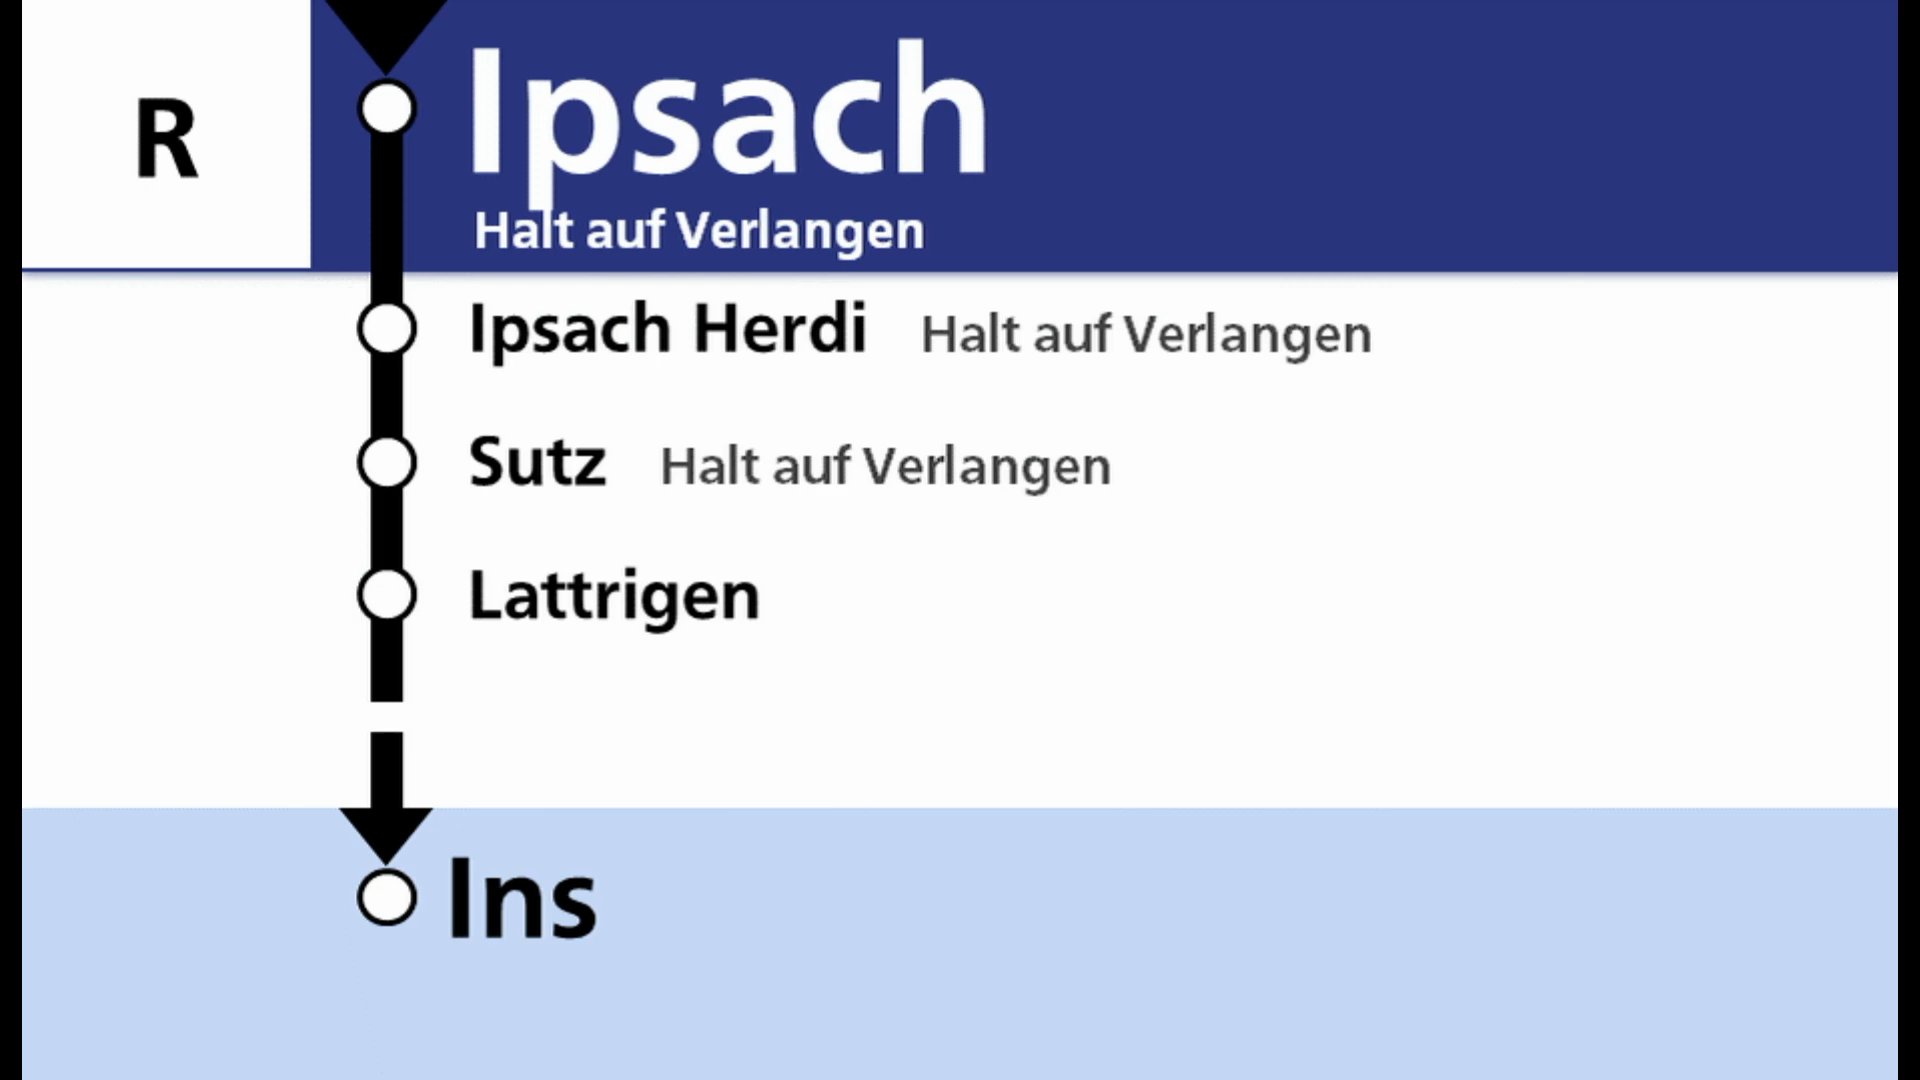 R
Ipsach
Halt auf Verlangen
Ipsach Herdi Halt auf Verlangen
Sutz Halt auf Verlangen
Lattrigen
Ins